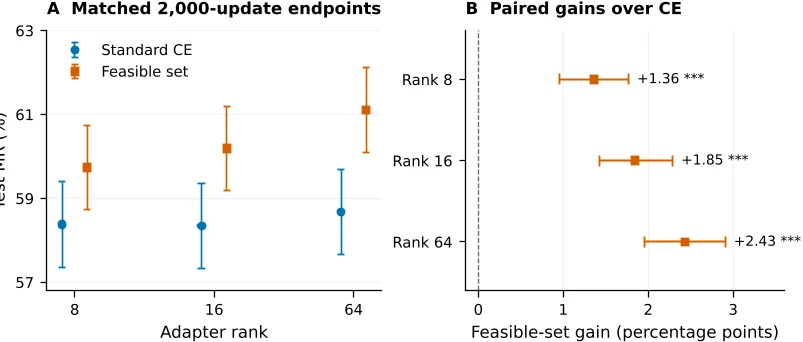 A Matched 2,000-update endpoints
63
61
59
57
Standard CE
Feasible set
8
16
64
Adapter rank
B Paired gains over CE
Rank 8
Rank 16
Rank 64
+1.36 ***
+1.85 ***
+2.43 ***
0
1
2
3
Feasible-set gain (percentage points)